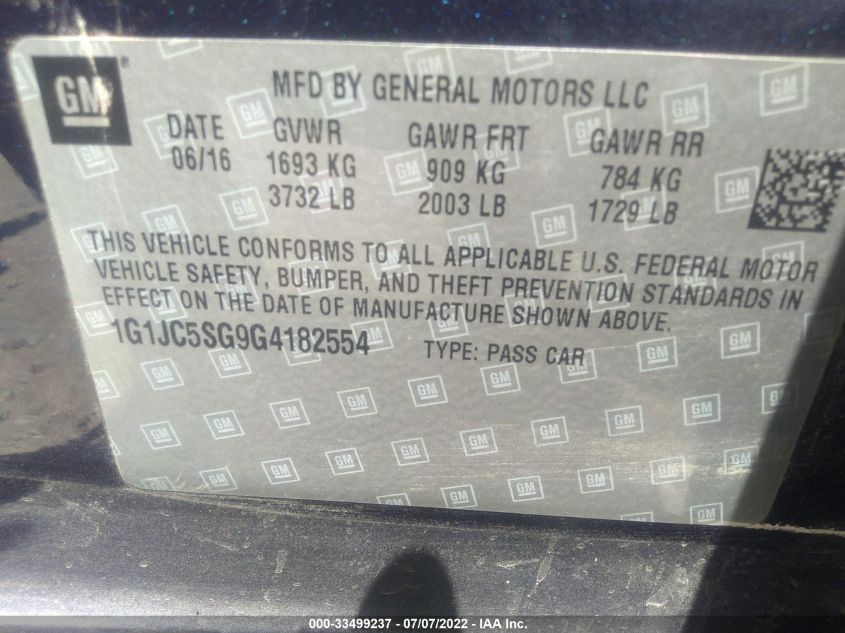 GM
MFD BY GENERAL MOTORS LLC
DATE GVWR GAWR FRT GAWR RR
06/16 1693 KG 909 KG 784 KG
3732 LB 2003 LB 1729 LB
THIS VEHICLE CONFORMS TO ALL APPLICABLE U.S. FEDERAL MOTOR
VEHICLE SAFETY, BUMPER, AND THEFT PREVENTION STANDARDS IN
EFFECT ON THE DATE OF MANUFACTURE SHOWN ABOVE.
1G1JC5SG9G4182554 TYPE: PASS CAR
000-33499237 - 07/07/2022 - IAA Inc.